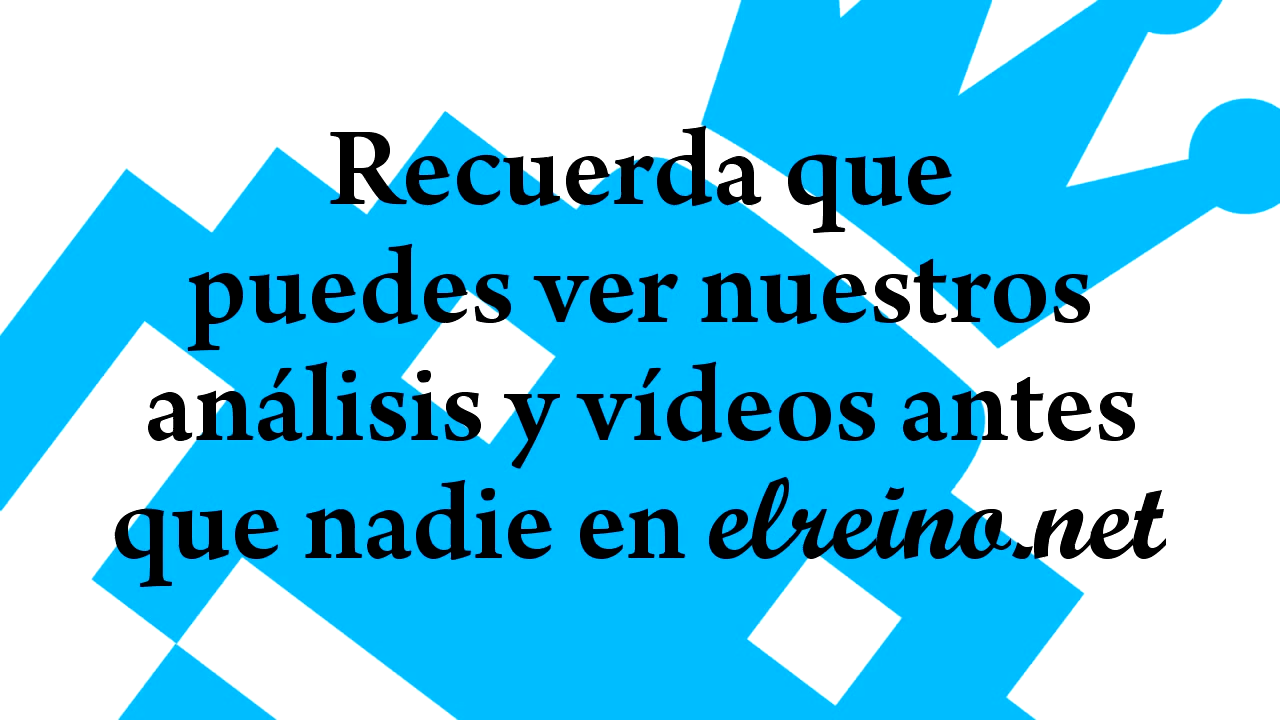 Recuerda que
puedes ver nuestros
análisis y vídeos antes
que nadie en elreino.net